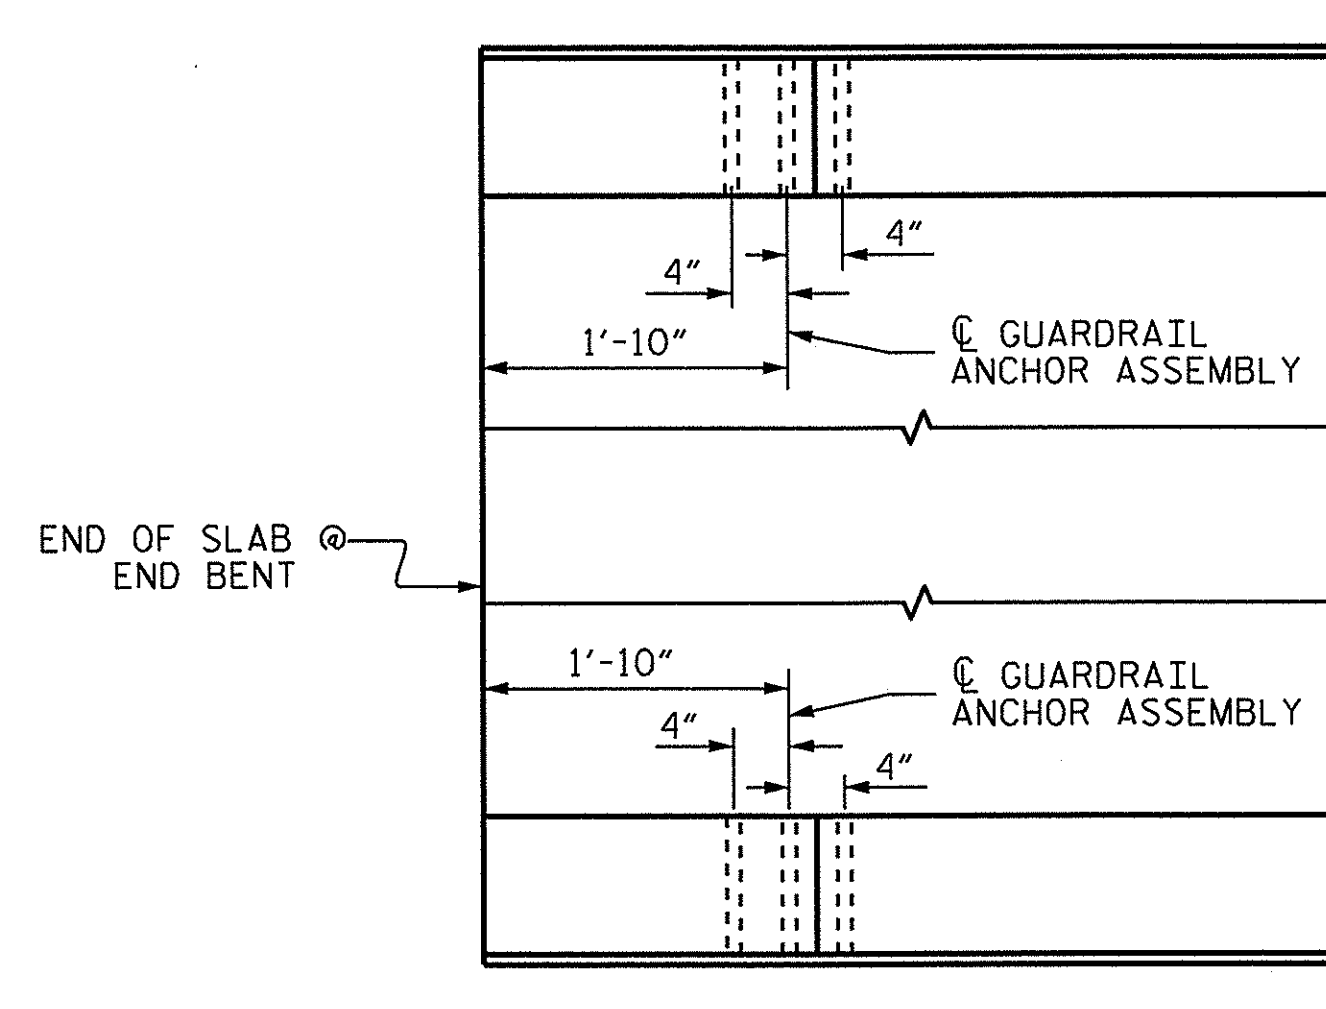 4"
4"
1'-10"
℄ GUARDRAIL
ANCHOR ASSEMBLY
END OF SLAB @
END BENT
1'-10"
℄ GUARDRAIL
ANCHOR ASSEMBLY
4"
4"